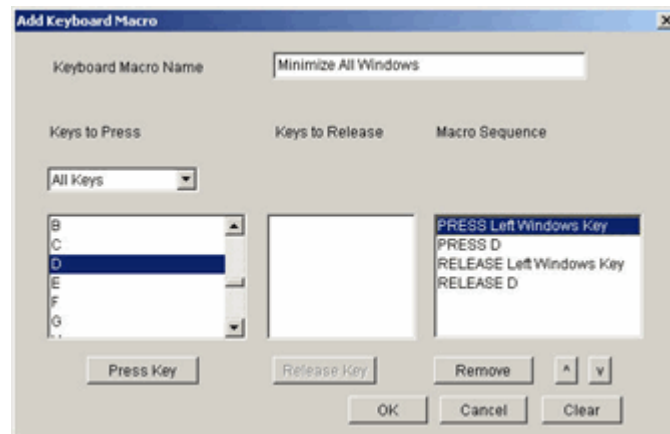 Add Keyboard Macro
Keyboard Macro Name
Minimize All Windows
Keys to Press
Keys to Release
Macro Sequence
All Keys
B
C
D
E
F
G
PRESS Left Windows Key
PRESS D
RELEASE Left Windows Key
RELEASE D
Press Key
Release Key
Remove
^
v
OK
Cancel
Clear